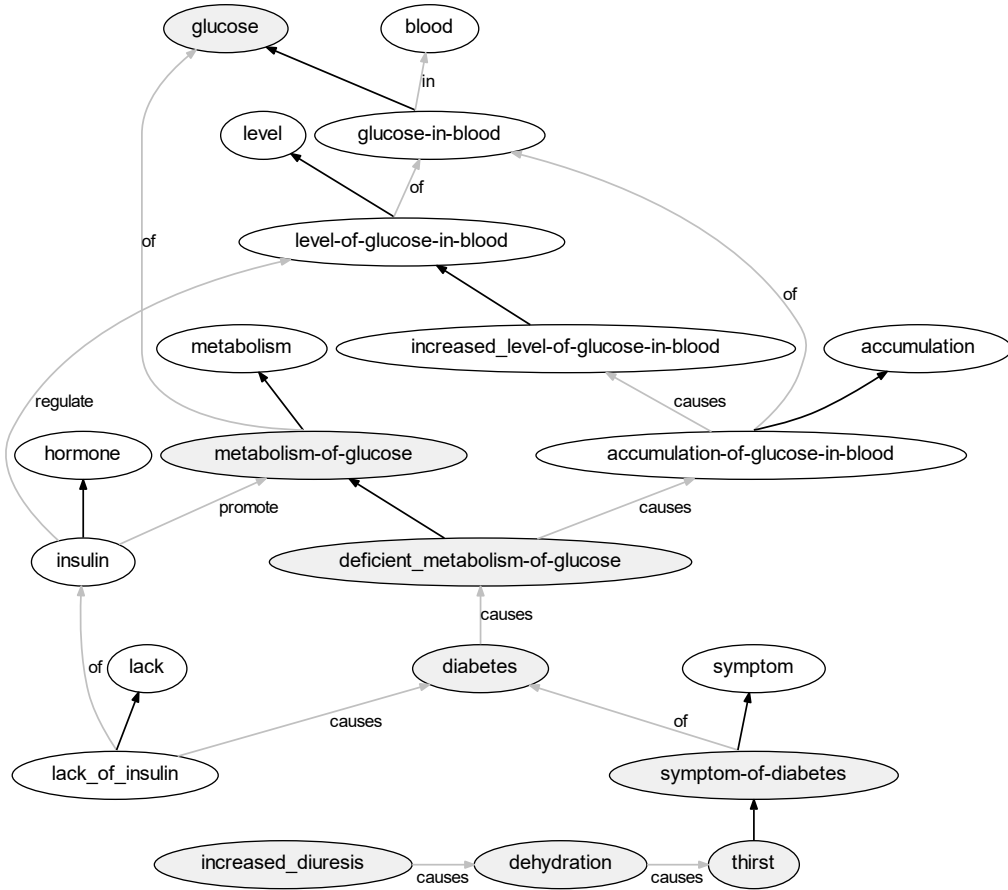 glucose
blood
in
level
glucose-in-blood
of
level-of-glucose-in-blood
of
of
metabolism
increased_level-of-glucose-in-blood
accumulation
regulate
causes
hormone
metabolism-of-glucose
accumulation-of-glucose-in-blood
promote
causes
insulin
deficient_metabolism-of-glucose
causes
of
lack
diabetes
symptom
causes
of
lack_of_insulin
symptom-of-diabetes
increased_diuresis
causes
dehydration
causes
thirst